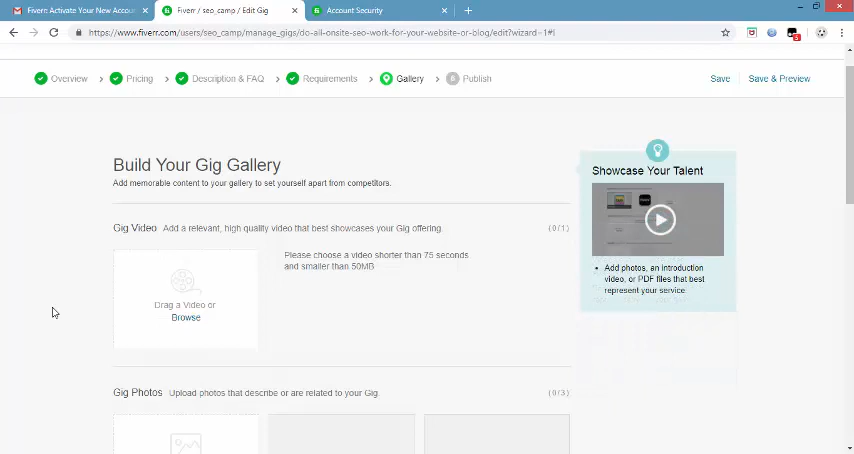 Fiverr: Activate Your New Accou
Fiverr / seo_camp / Edit Gig
Account Security
https://www.fiverr.com/users/seo_camp/manage_gigs/do-all-onsite-seo-work-for-your-website-or-blog/edit?wizard=1#l
Overview
Pricing
Description & FAQ
Requirements
Gallery
6 Publish
Save
Save & Preview
Build Your Gig Gallery
Add memorable content to your gallery to set yourself apart from competitors.
Gig Video Add a relevant, high quality video that best showcases your Gig offering. (0/1)
Please choose a video shorter than 75 seconds
and smaller than 50MB
Drag a Video or
Browse
Gig Photos Upload photos that describe or are related to your Gig. (0/3)
Showcase Your Talent
• Add photos, an introduction
video, or PDF files that best
represent your service